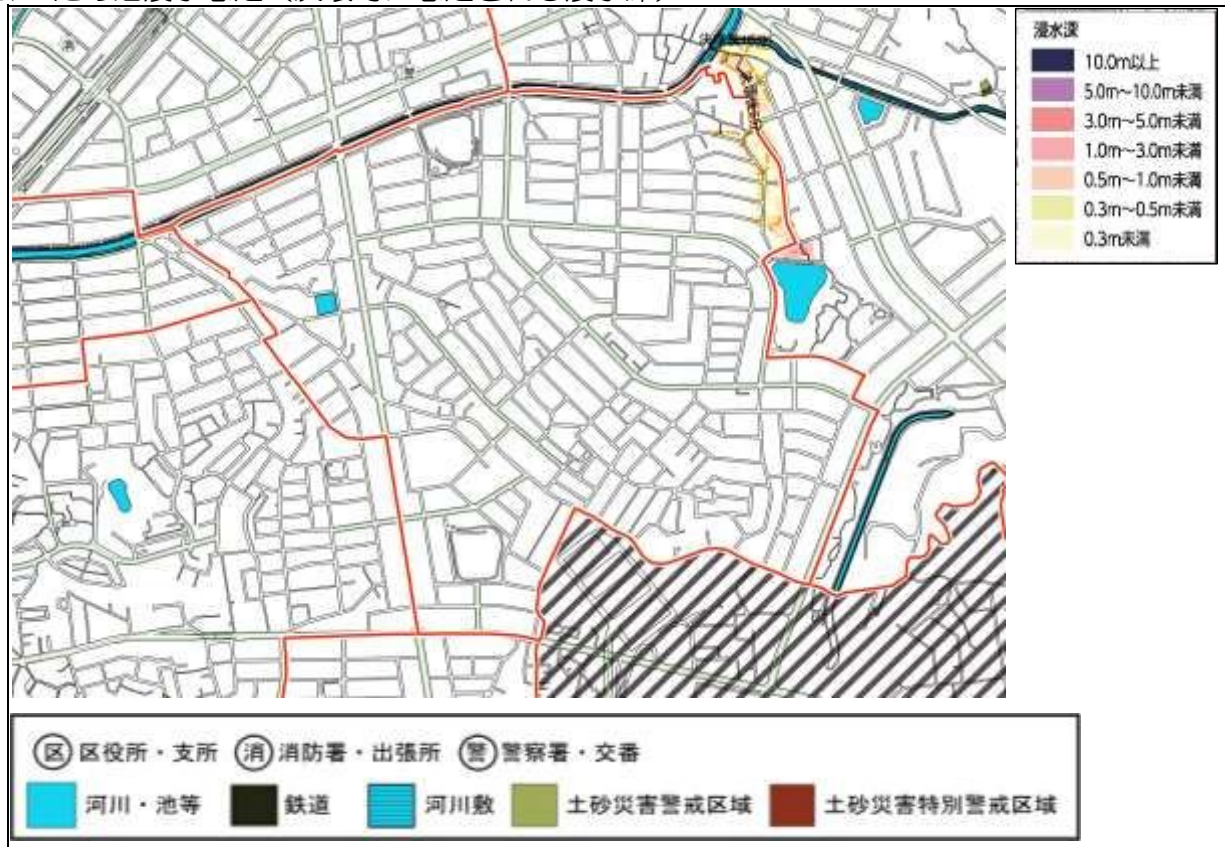 浸水深
10.0m以上
5.0m～10.0m未満
3.0m～5.0m未満
1.0m～3.0m未満
0.5m～1.0m未満
0.3m～0.5m未満
0.3m未満
消
警
区 区役所・支所 消 消防署・出張所 警 警察署・交番
河川・池等 鉄道 河川敷 土砂災害警戒区域 土砂災害特別警戒区域